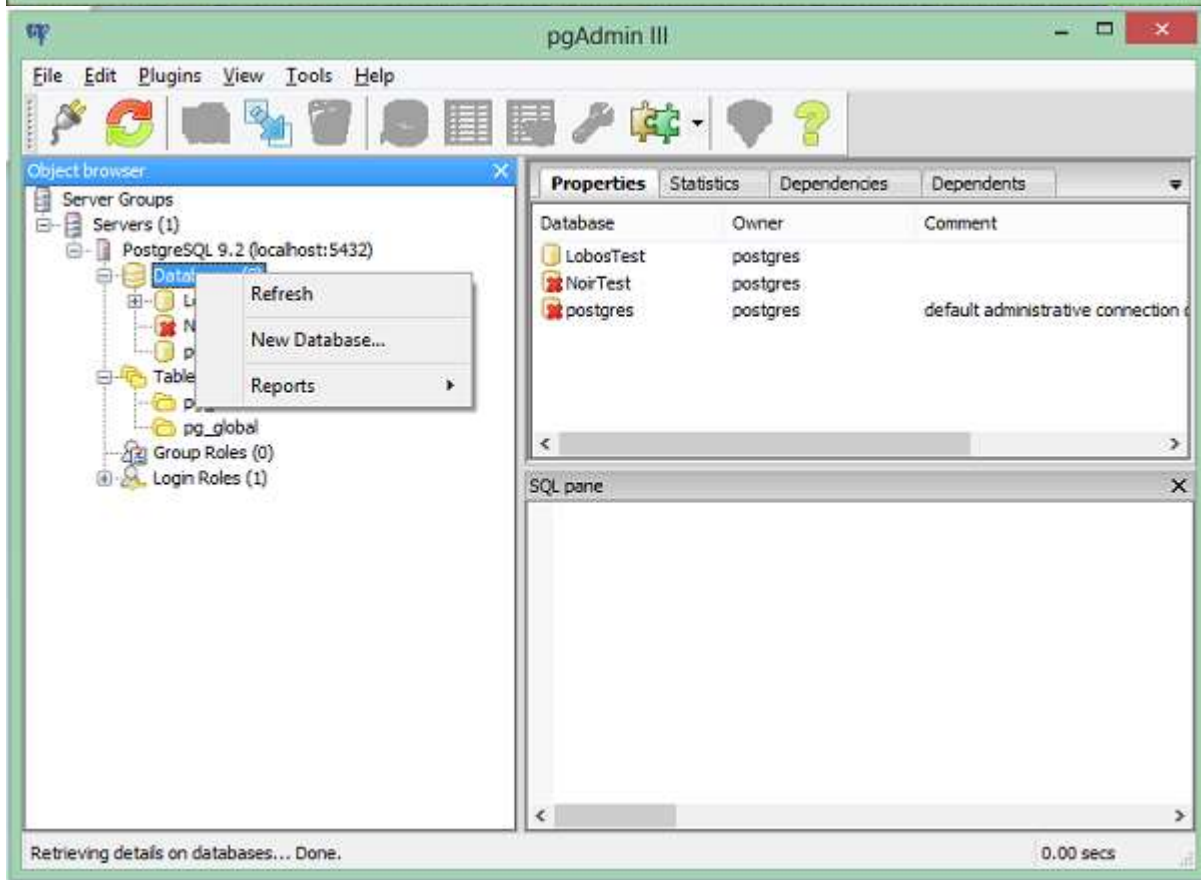 pgAdmin III
File Edit Plugins View Tools Help
Object browser
Server Groups
Servers (1)
PostgreSQL 9.2 (localhost:5432)
Refresh
New Database...
Reports
pg_global
Group Roles (0)
Login Roles (1)
Properties Statistics Dependencies Dependents
Database Owner Comment
LobosTest postgres
NoirTest postgres
postgres postgres default administrative connection
SQL pane
Retrieving details on databases... Done. 0.00 secs